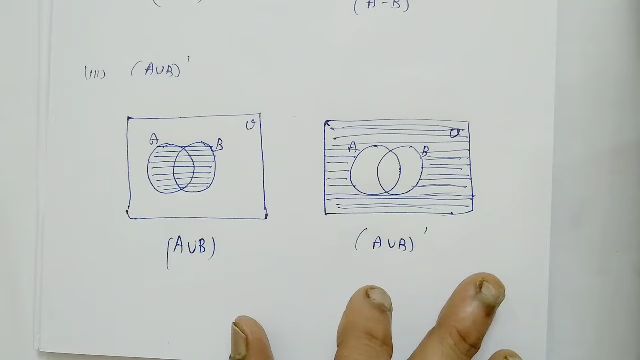 (A-B)
(III) (A∪B)'
A B U
A B U
(A∪B)
(A∪B)'